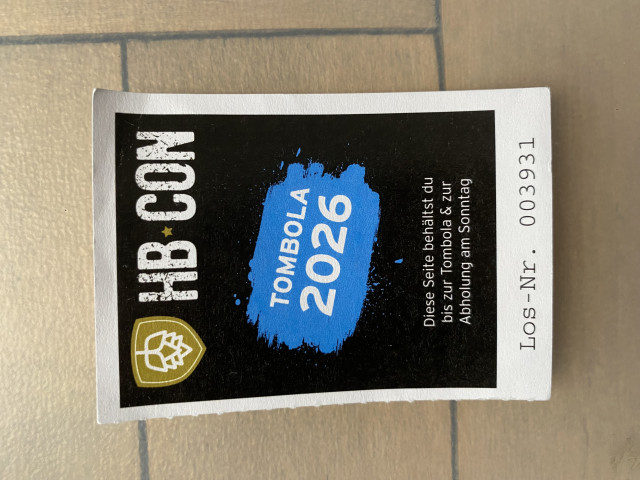 HB★CON
TOMBOLA
2026
Diese Seite behältst du
bis zur Tombola & zur
Abholung am Sonntag
Los-Nr. 003931